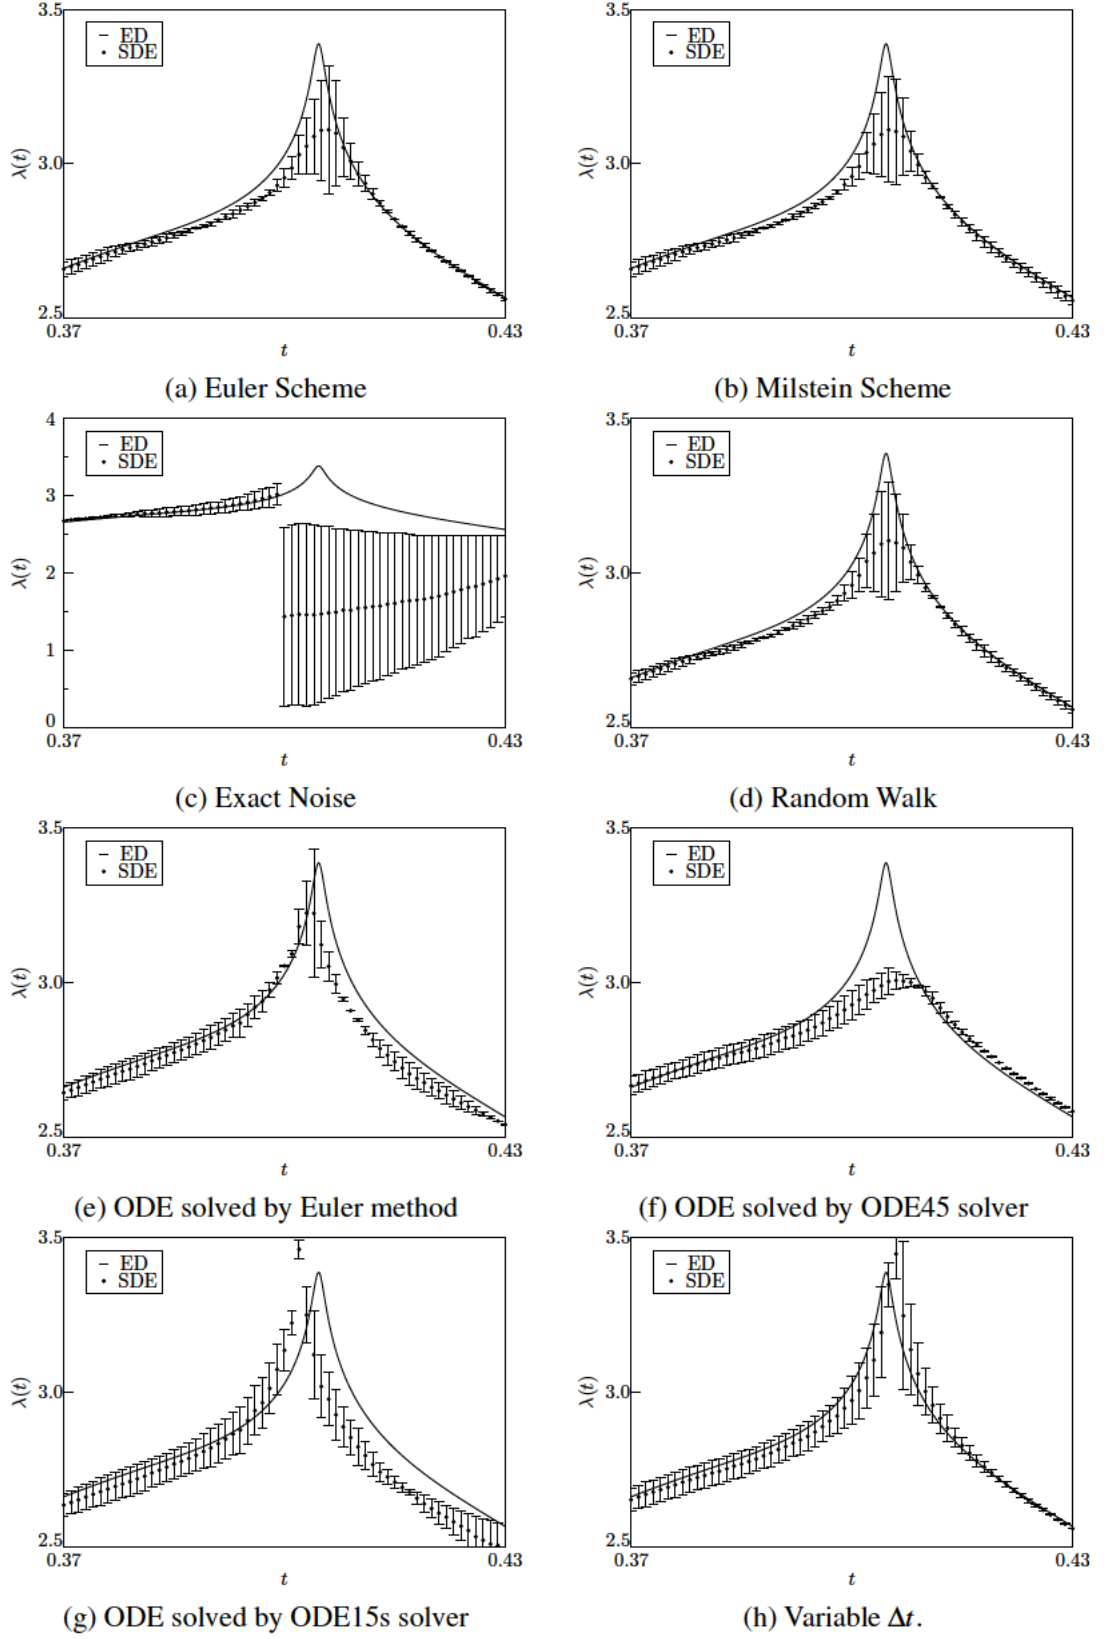 3.5
ED
SDE
λ(t)
3.0
2.5
0.37
0.43
t
(a) Euler Scheme
3.5
ED
SDE
λ(t)
3.0
2.5
0.37
0.43
t
(b) Milstein Scheme
4
ED
SDE
3
λ(t)
2
1
0
0.37
0.43
t
(c) Exact Noise
3.5
ED
SDE
λ(t)
3.0
2.5
0.37
0.43
t
(d) Random Walk
3.5
ED
SDE
λ(t)
3.0
2.5
0.37
0.43
t
(e) ODE solved by Euler method
3.5
ED
SDE
λ(t)
3.0
2.5
0.37
0.43
t
(f) ODE solved by ODE45 solver
3.5
ED
SDE
λ(t)
3.0
2.5
0.37
0.43
t
(g) ODE solved by ODE15s solver
3.5
ED
SDE
λ(t)
3.0
2.5
0.37
0.43
t
(h) Variable Δt.